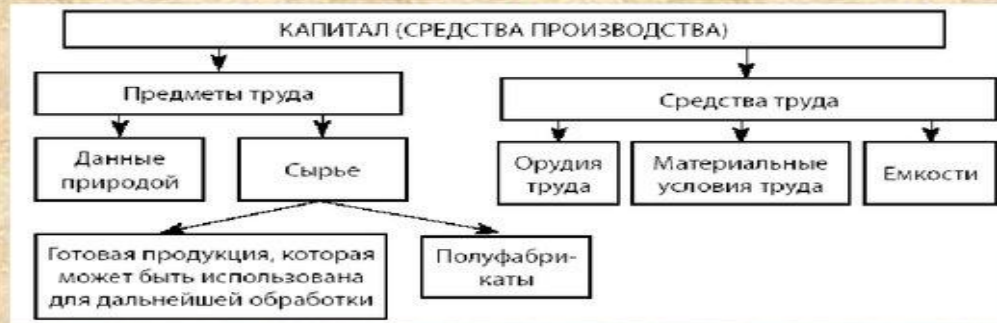 КАПИТАЛ (СРЕДСТВА ПРОИЗВОДСТВА)
Предметы труда
Средства труда
Данные
природой
Сырье
Орудия
труда
Материальные
условия труда
Емкости
Готовая продукция, которая
может быть использована
для дальнейшей обработки
Полуфабри-
каты